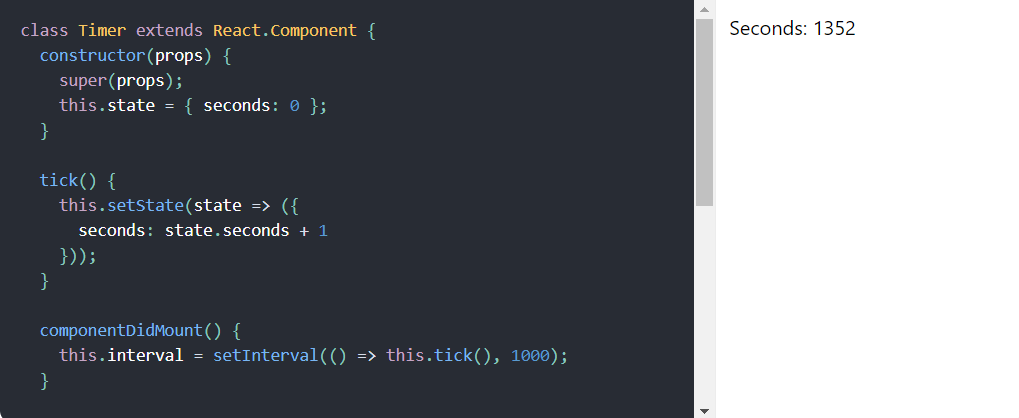 class Timer extends React.Component {
  constructor(props) {
    super(props);
    this.state = { seconds: 0 };
  }

  tick() {
    this.setState(state => ({
      seconds: state.seconds + 1
    }));
  }

  componentDidMount() {
    this.interval = setInterval(() => this.tick(), 1000);
  }
Seconds: 1352